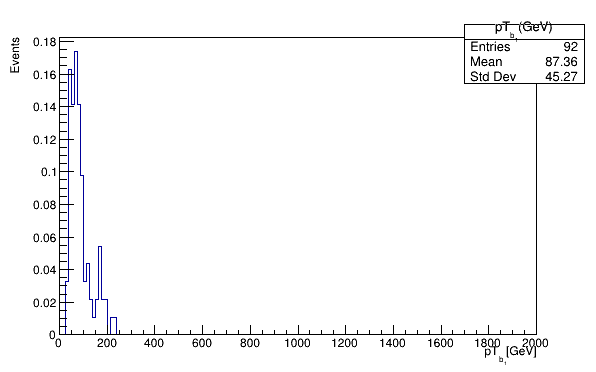 pT_b_1(GeV)
Entries 92
Mean 87.36
Std Dev 45.27
Events
0.18
0.16
0.14
0.12
0.1
0.08
0.06
0.04
0.02
0
0 200 400 600 800 1000 1200 1400 1600 1800 2000
pT_b_1[GeV]